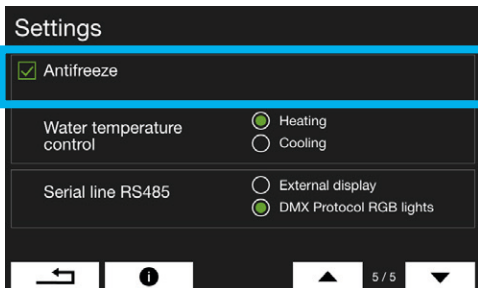 Settings
Antifreeze
Water temperature
control
Heating
Cooling
Serial line RS485
External display
DMX Protocol RGB lights
5/5